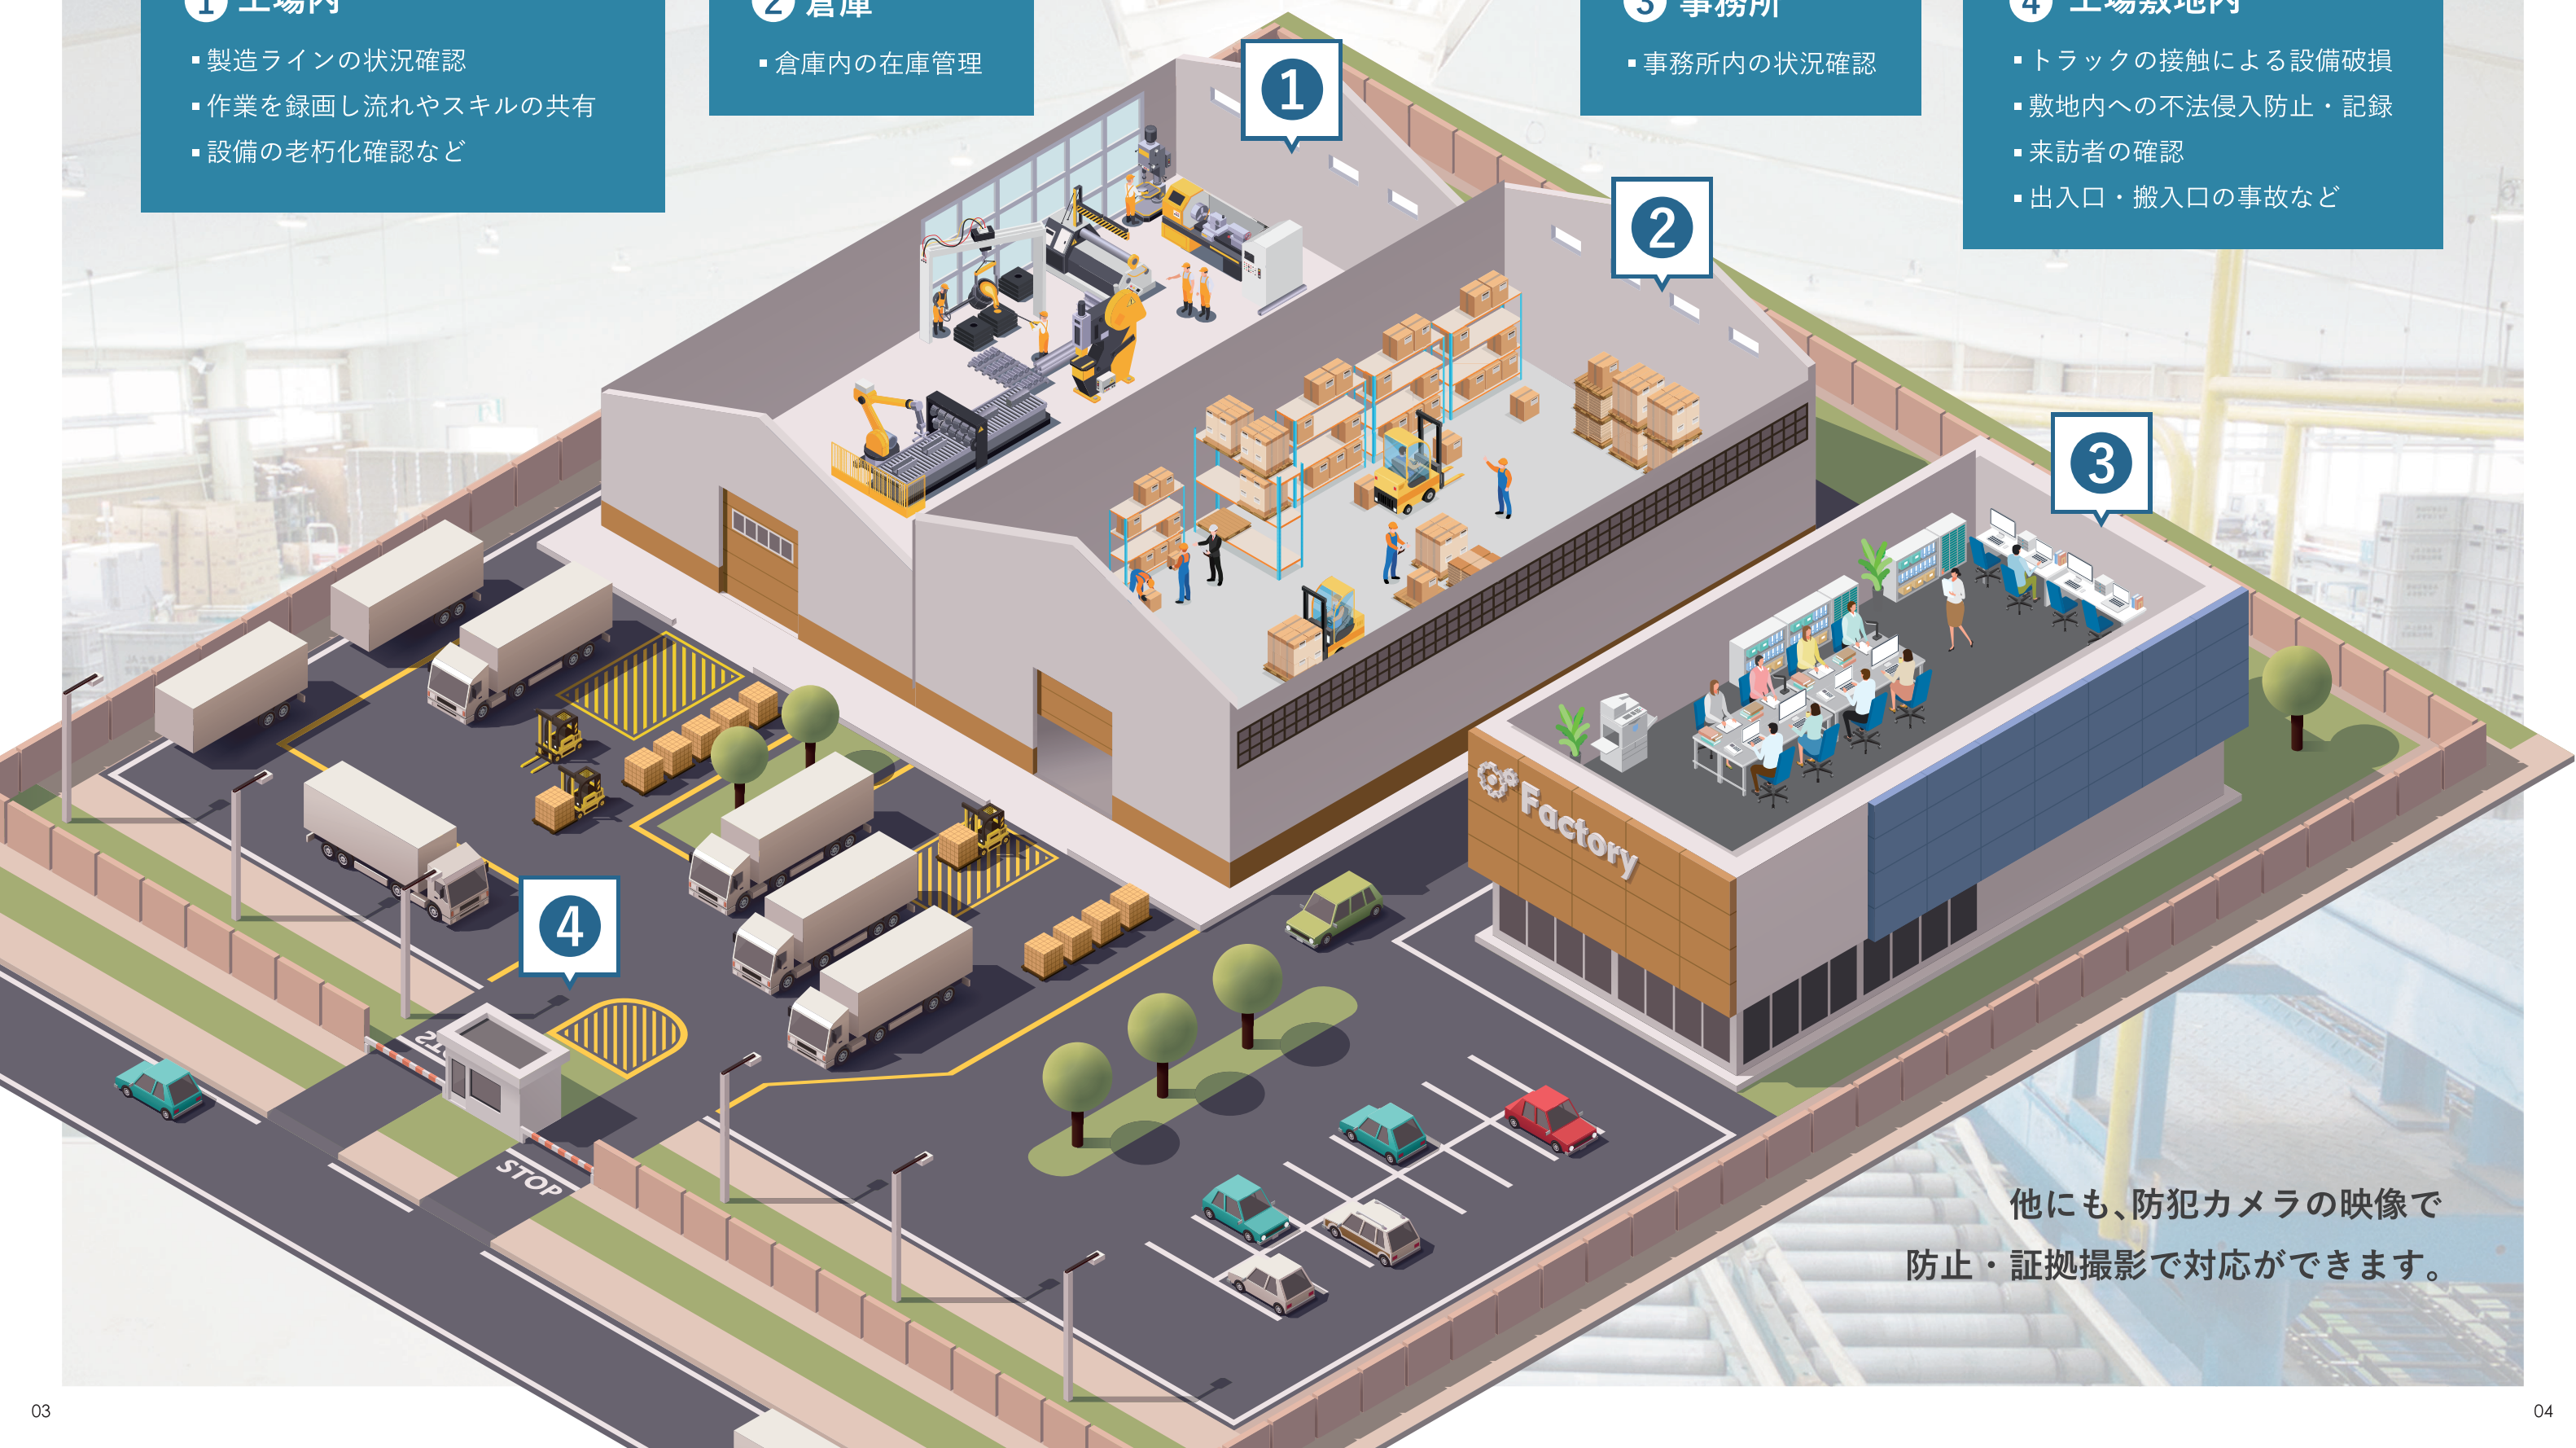 1 工場内
▪製造ラインの状況確認
▪作業を録画し流れやスキルの共有
▪設備の老朽化確認など
2 倉庫
▪倉庫内の在庫管理
3 事務所
▪事務所内の状況確認
4 工場敷地内
▪トラックの接触による設備破損
▪敷地内への不法侵入防止・記録
▪来訪者の確認
▪出入口・搬入口の事故など
1
2
3
4
Factory
STOP
他にも、防犯カメラの映像で
防止・証拠撮影で対応ができます。
03
04